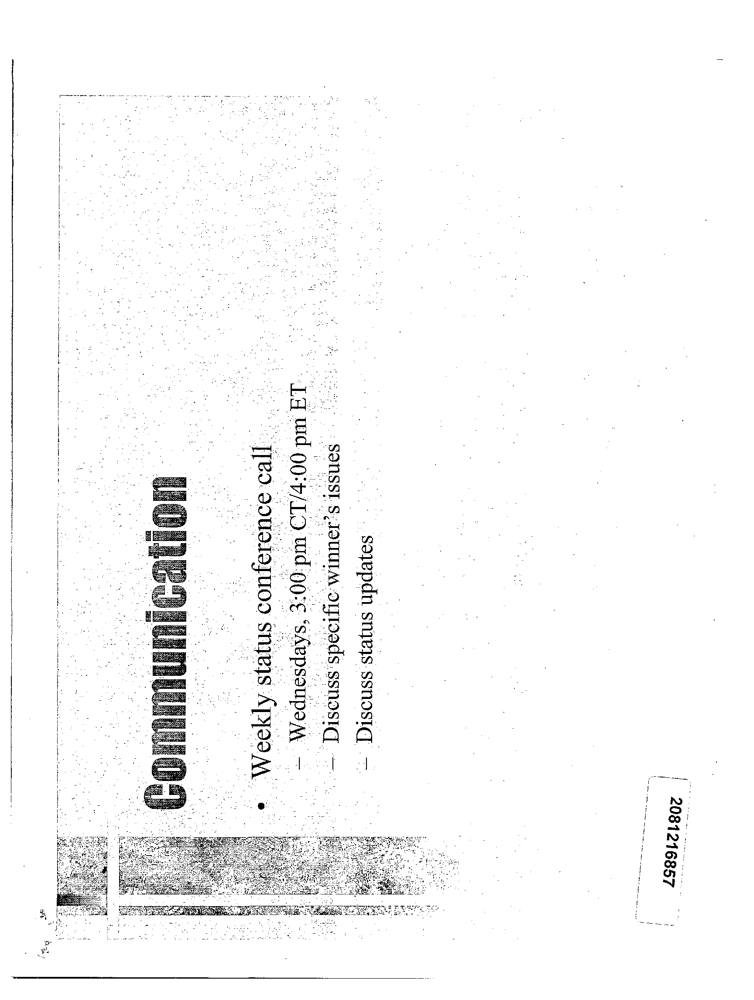 Communication
• Weekly status conference call
– Wednesdays, 3:00 pm CT/4:00 pm ET
– Discuss specific winner's issues
– Discuss status updates
2081216857